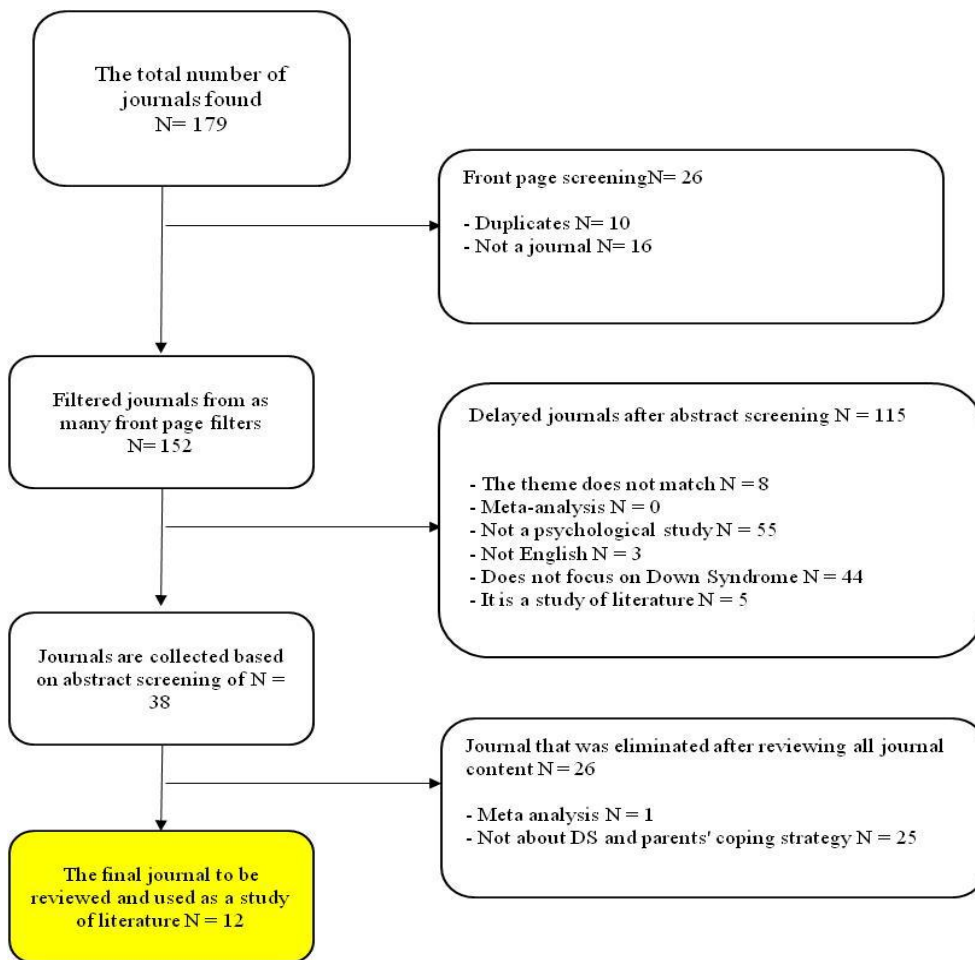 The total number of
journals found
N= 179
Front page screeningN= 26
- Duplicates N= 10
- Not a journal N= 16
Filtered journals from as
many front page filters
N= 152
Delayed journals after abstract screening N = 115
- The theme does not match N = 8
- Meta-analysis N = 0
- Not a psychological study N = 55
- Not English N = 3
- Does not focus on Down Syndrome N = 44
- It is a study of literature N = 5
Journals are collected based
on abstract screening of N =
38
Journal that was eliminated after reviewing all journal
content N = 26
- Meta analysis N = 1
- Not about DS and parents' coping strategy N = 25
The final journal to be
reviewed and used as a study
of literature N = 12